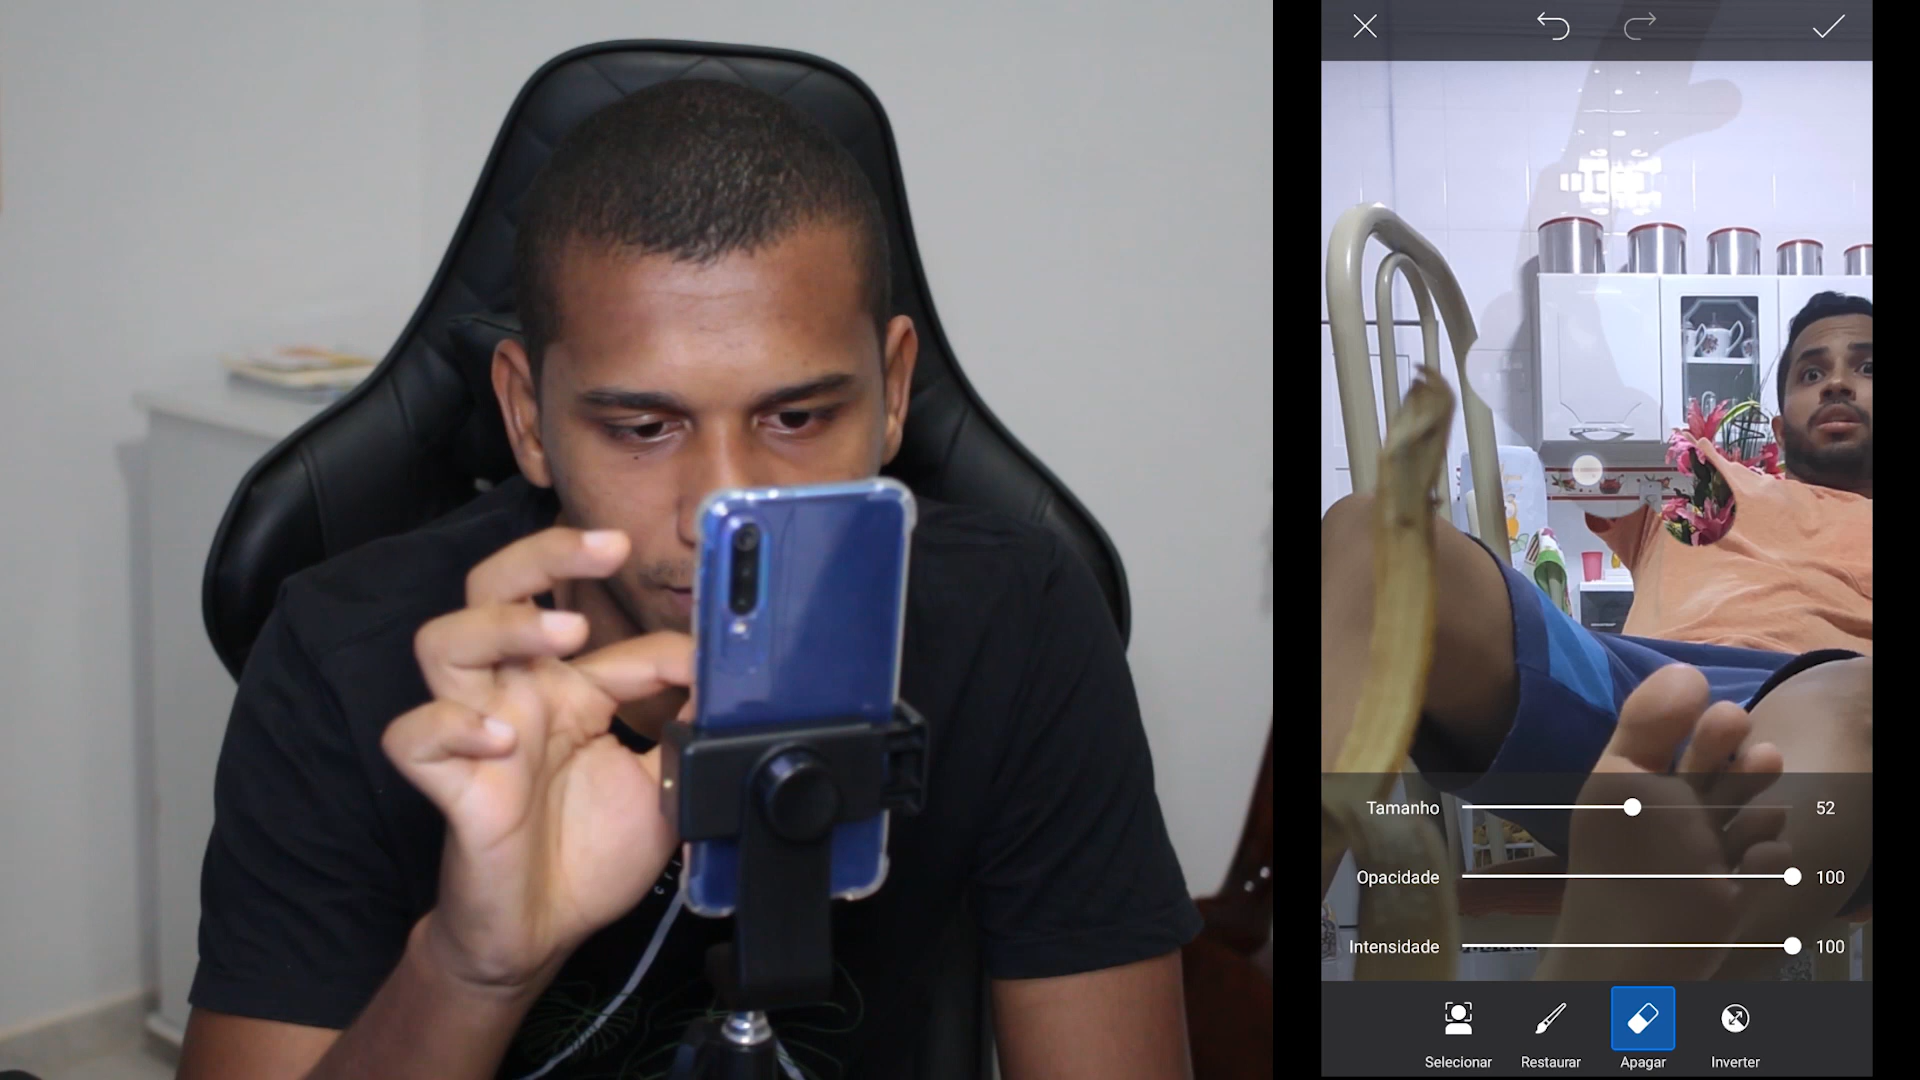 Tamanho 52
Opacidade 100
Intensidade 100
Selecionar Restaurar Apagar Inverter